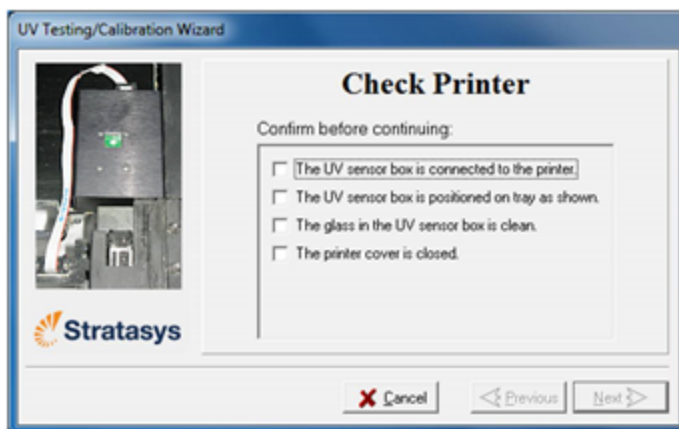 UV Testing/Calibration Wizard
Check Printer
Confirm before continuing:
The UV sensor box is connected to the printer.
The UV sensor box is positioned on tray as shown.
The glass in the UV sensor box is clean.
The printer cover is closed.
Stratasys
Cancel
Previous
Next